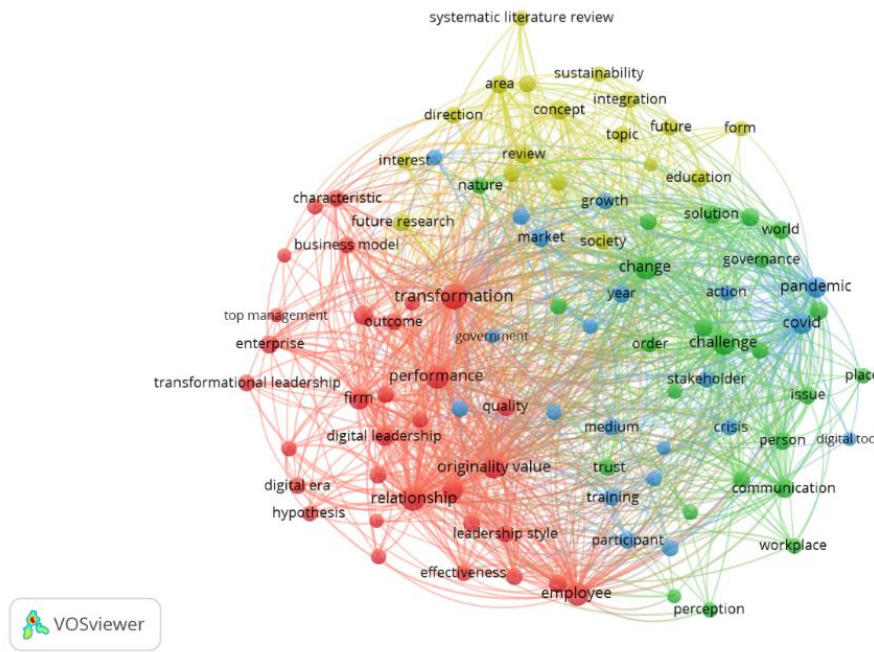 systematic literature review
sustainability
area
integration
concept
direction
future
form
topic
review
interest
education
nature
characteristic
growth
solution
future research
world
market
society
business model
governance
change
pandemic
transformation
year
action
top management
outcome
covid
government
enterprise
order
challenge
performance
stakeholder
place
transformational leadership
firm
issue
quality
medium
crisis
digital leadership
person
digital too
originality value
trust
digital era
communication
relationship
training
hypothesis
leadership style
participant
workplace
effectiveness
employee
perception
VOSviewer